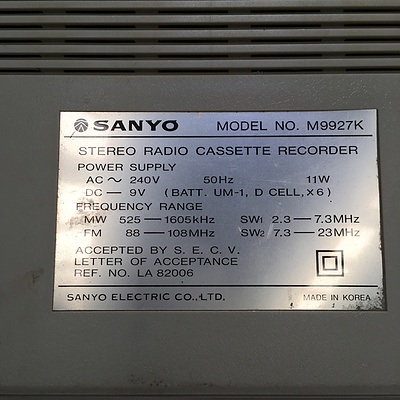 SANYO MODEL NO. M9927K
STEREO RADIO CASSETTE RECORDER
POWER SUPPLY
AC ~ 240V 50Hz 11W
DC — 9V (BATT. UM-1, D CELL, ×6)
FREQUENCY RANGE
MW 525 — 1605kHz SW1 2.3 — 7.3MHz
FM 88 — 108MHz SW2 7.3 — 23MHz
ACCEPTED BY S. E. C. V.
LETTER OF ACCEPTANCE
REF. NO. LA 82006
SANYO ELECTRIC CO., LTD. MADE IN KOREA